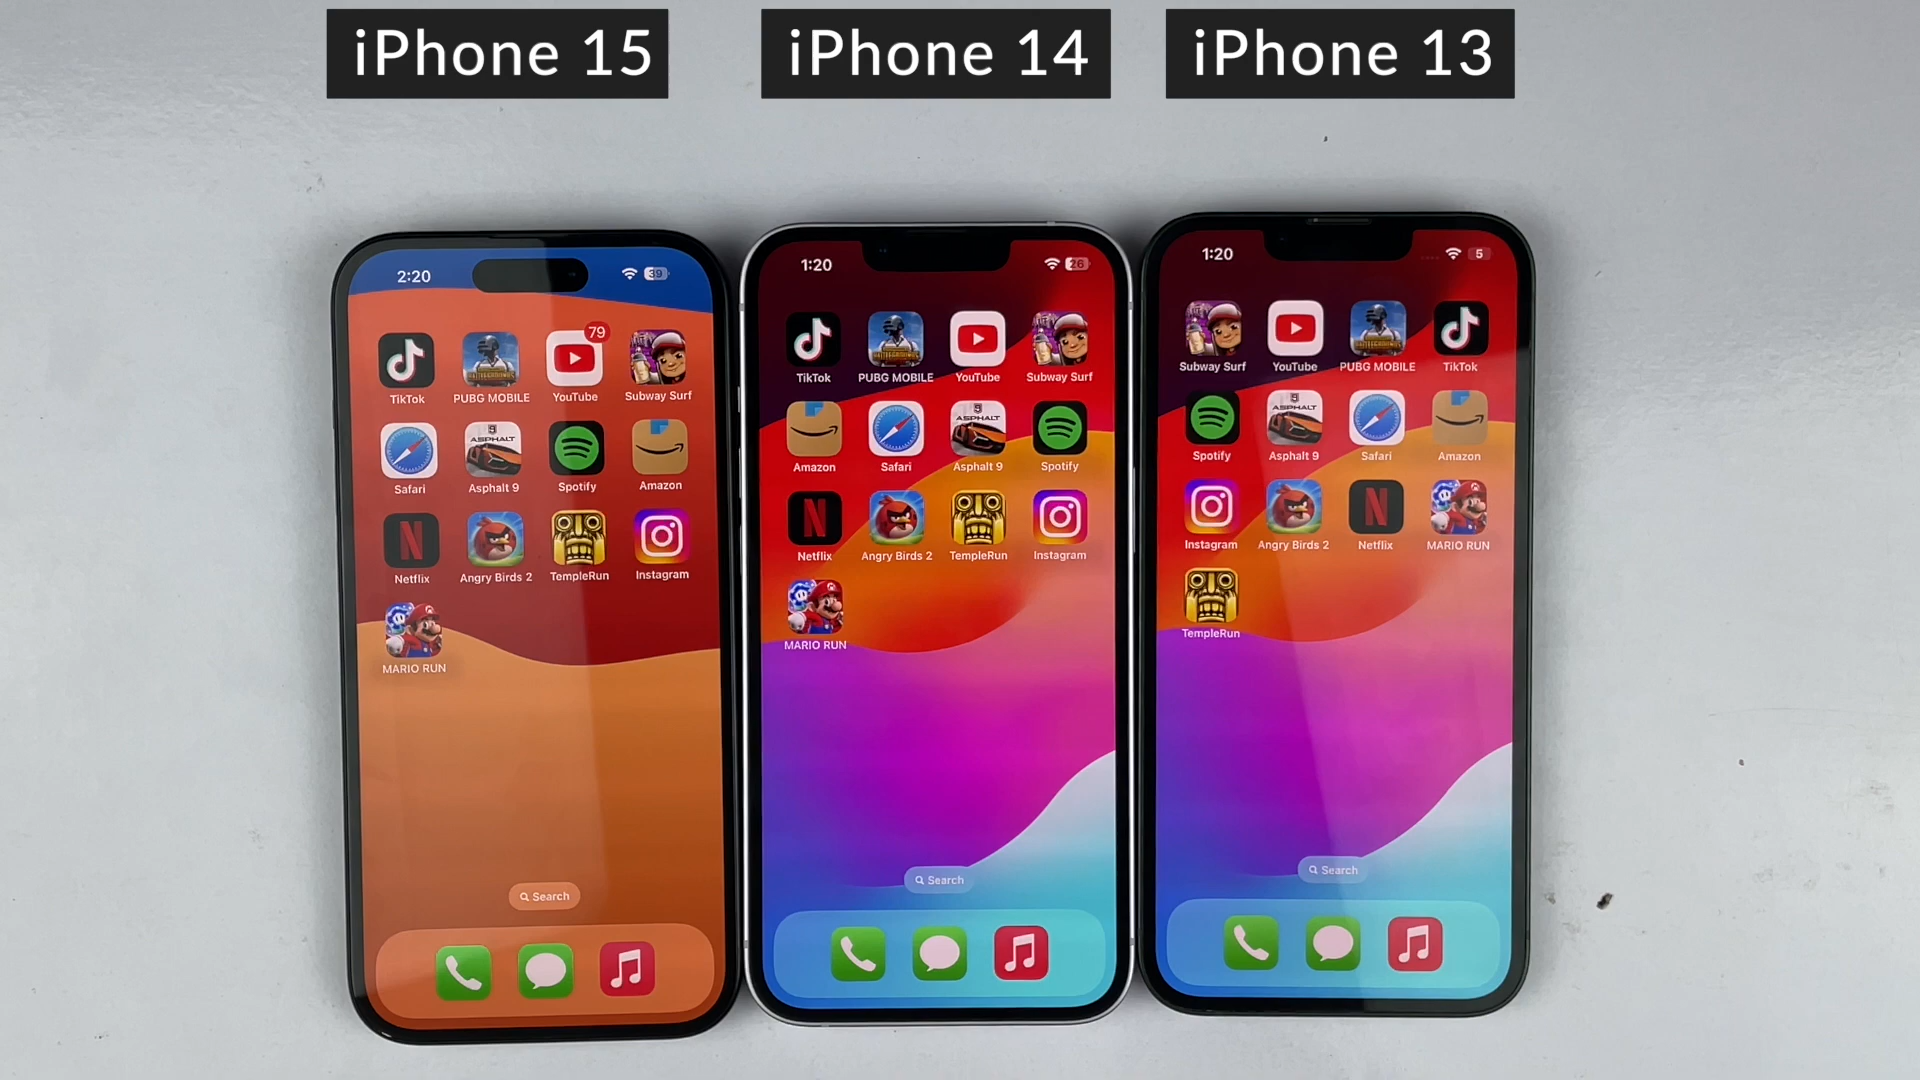 iPhone 15
iPhone 14
iPhone 13
2:20
39
79
TikTok
PUBG MOBILE
YouTube
Subway Surf
ASPHALT
Safari
Asphalt 9
Spotify
Amazon
Netflix
Angry Birds 2
TempleRun
Instagram
MARIO RUN
Search
1:20
26
TikTok
PUBG MOBILE
YouTube
Subway Surf
ASPHALT
Amazon
Safari
Asphalt 9
Spotify
Netflix
Angry Birds 2
TempleRun
Instagram
MARIO RUN
Search
1:20
5
Subway Surf
YouTube
PUBG MOBILE
TikTok
ASPHALT
Spotify
Asphalt 9
Safari
Amazon
Instagram
Angry Birds 2
Netflix
MARIO RUN
TempleRun
Search